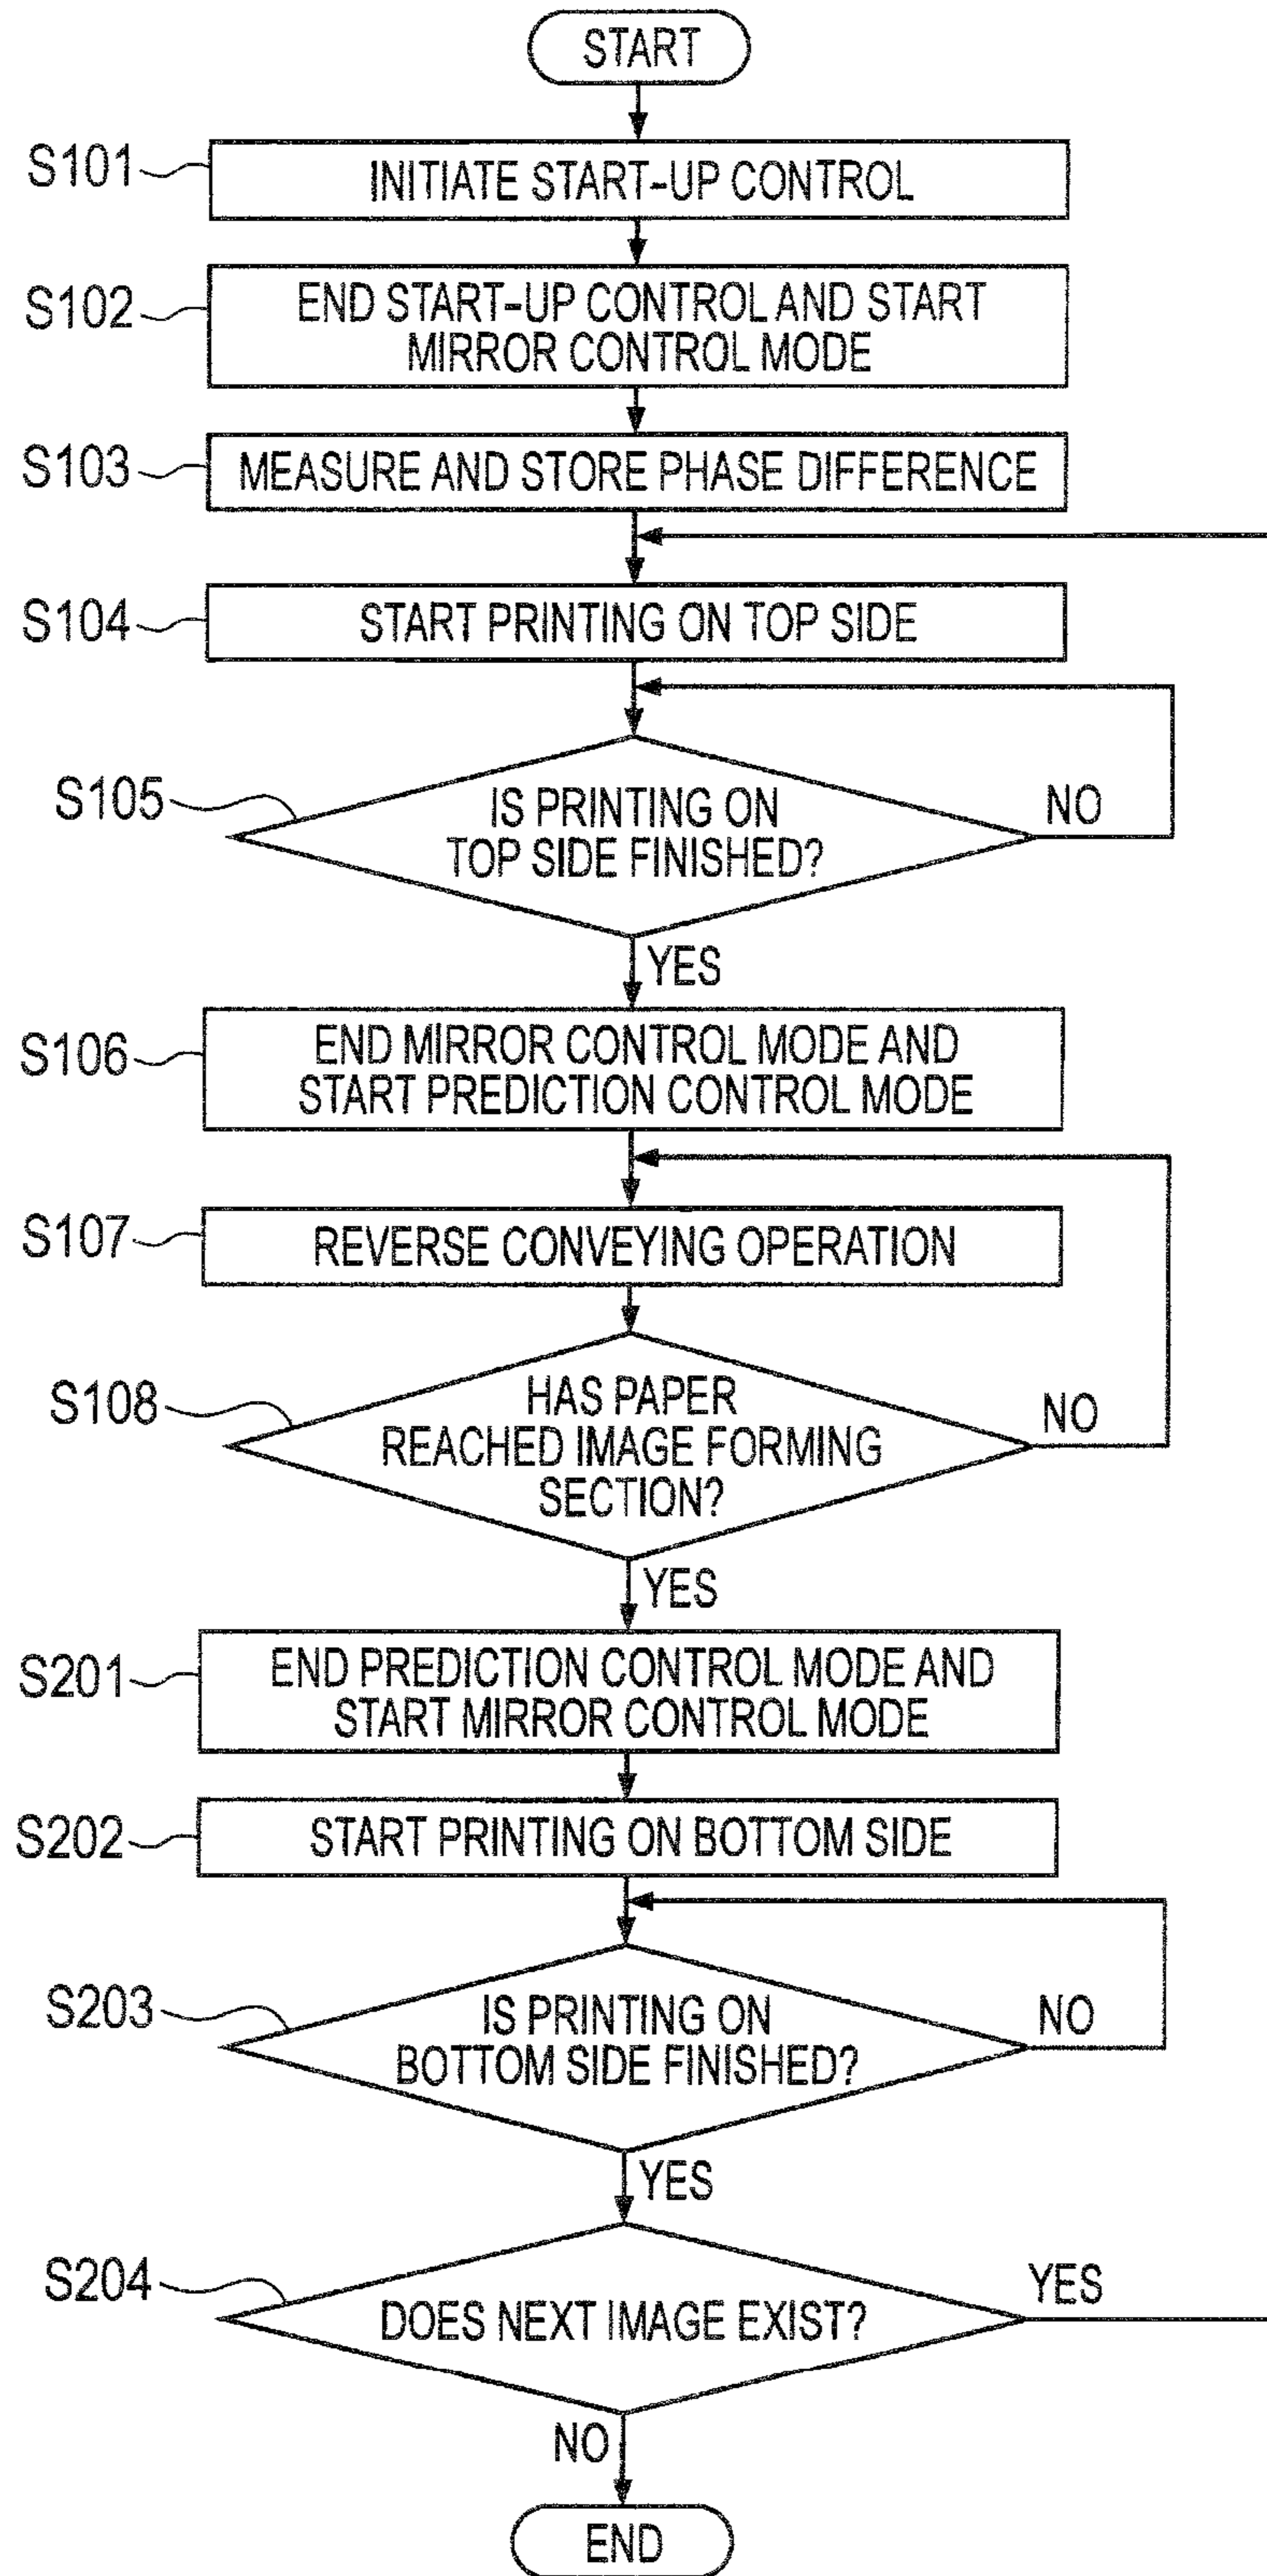 START
S101
INITIATE START-UP CONTROL
S102
END START-UP CONTROL AND START
MIRROR CONTROL MODE
S103
MEASURE AND STORE PHASE DIFFERENCE
S104
START PRINTING ON TOP SIDE
S105
IS PRINTING ON
TOP SIDE FINISHED?
NO
YES
S106
END MIRROR CONTROL MODE AND
START PREDICTION CONTROL MODE
S107
REVERSE CONVEYING OPERATION
S108
HAS PAPER
REACHED IMAGE FORMING
SECTION?
NO
YES
S201
END PREDICTION CONTROL MODE AND
START MIRROR CONTROL MODE
S202
START PRINTING ON BOTTOM SIDE
S203
IS PRINTING ON
BOTTOM SIDE FINISHED?
NO
YES
S204
DOES NEXT IMAGE EXIST?
YES
NO
END